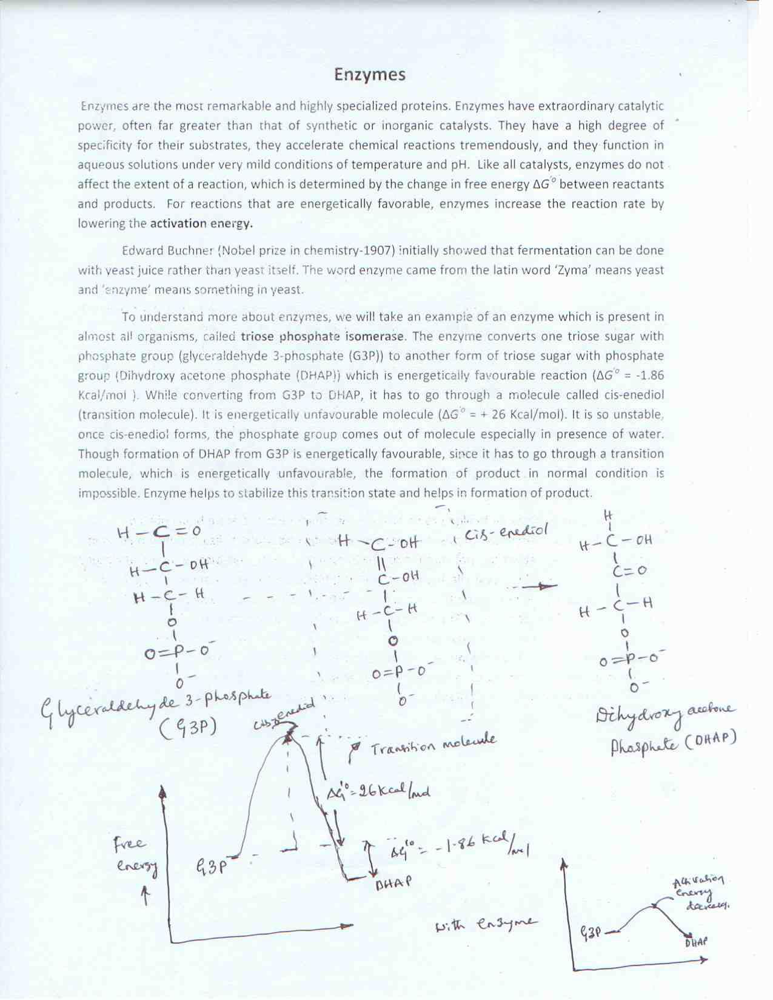 Enzymes
Enzymes are the most remarkable and highly specialized proteins. Enzymes have extraordinary catalytic
power, often far greater than that of synthetic or inorganic catalysts. They have a high degree of
specificity for their substrates, they accelerate chemical reactions tremendously, and they function in
aqueous solutions under very mild conditions of temperature and pH. Like all catalysts, enzymes do not
affect the extent of a reaction, which is determined by the change in free energy ΔG'° between reactants
and products. For reactions that are energetically favorable, enzymes increase the reaction rate by
lowering the activation energy.
Edward Buchner (Nobel prize in chemistry-1907) initially showed that fermentation can be done
with yeast juice rather than yeast itself. The word enzyme came from the latin word 'Zyma' means yeast
and 'enzyme' means something in yeast.
To understand more about enzymes, we will take an example of an enzyme which is present in
almost all organisms, called triose phosphate isomerase. The enzyme converts one triose sugar with
phosphate group (glyceraldehyde 3-phosphate (G3P)) to another form of triose sugar with phosphate
group (Dihydroxy acetone phosphate (DHAP)) which is energetically favourable reaction (ΔG'° = -1.86
Kcal/mol ). While converting from G3P to DHAP, it has to go through a molecule called cis-enediol
(transition molecule). It is energetically unfavourable molecule (ΔG'° = + 26 Kcal/mol). It is so unstable,
once cis-enediol forms, the phosphate group comes out of molecule especially in presence of water.
Though formation of DHAP from G3P is energetically favourable, since it has to go through a transition
molecule, which is energetically unfavourable, the formation of product in normal condition is
impossible. Enzyme helps to stabilize this transition state and helps in formation of product.
H - C = O
H - C - OH
H - C - H
O
O = P - O⁻
O⁻
Glyceraldehyde 3-phosphate
(G3P)
H - C - OH
C - OH
H - C - H
O
O = P - O⁻
O⁻
cis-enediol
H
H - C - OH
C = O
H - C - H
O
O = P - O⁻
O⁻
Dihydroxy acetone
Phosphate (DHAP)
cis-enediol
Transition molecule
ΔG'° = 26 Kcal/mol
ΔG'° = -1.86 Kcal/mol
Free
energy
G3P
DHAP
with enzyme
Activation
energy
G3P
DHAP